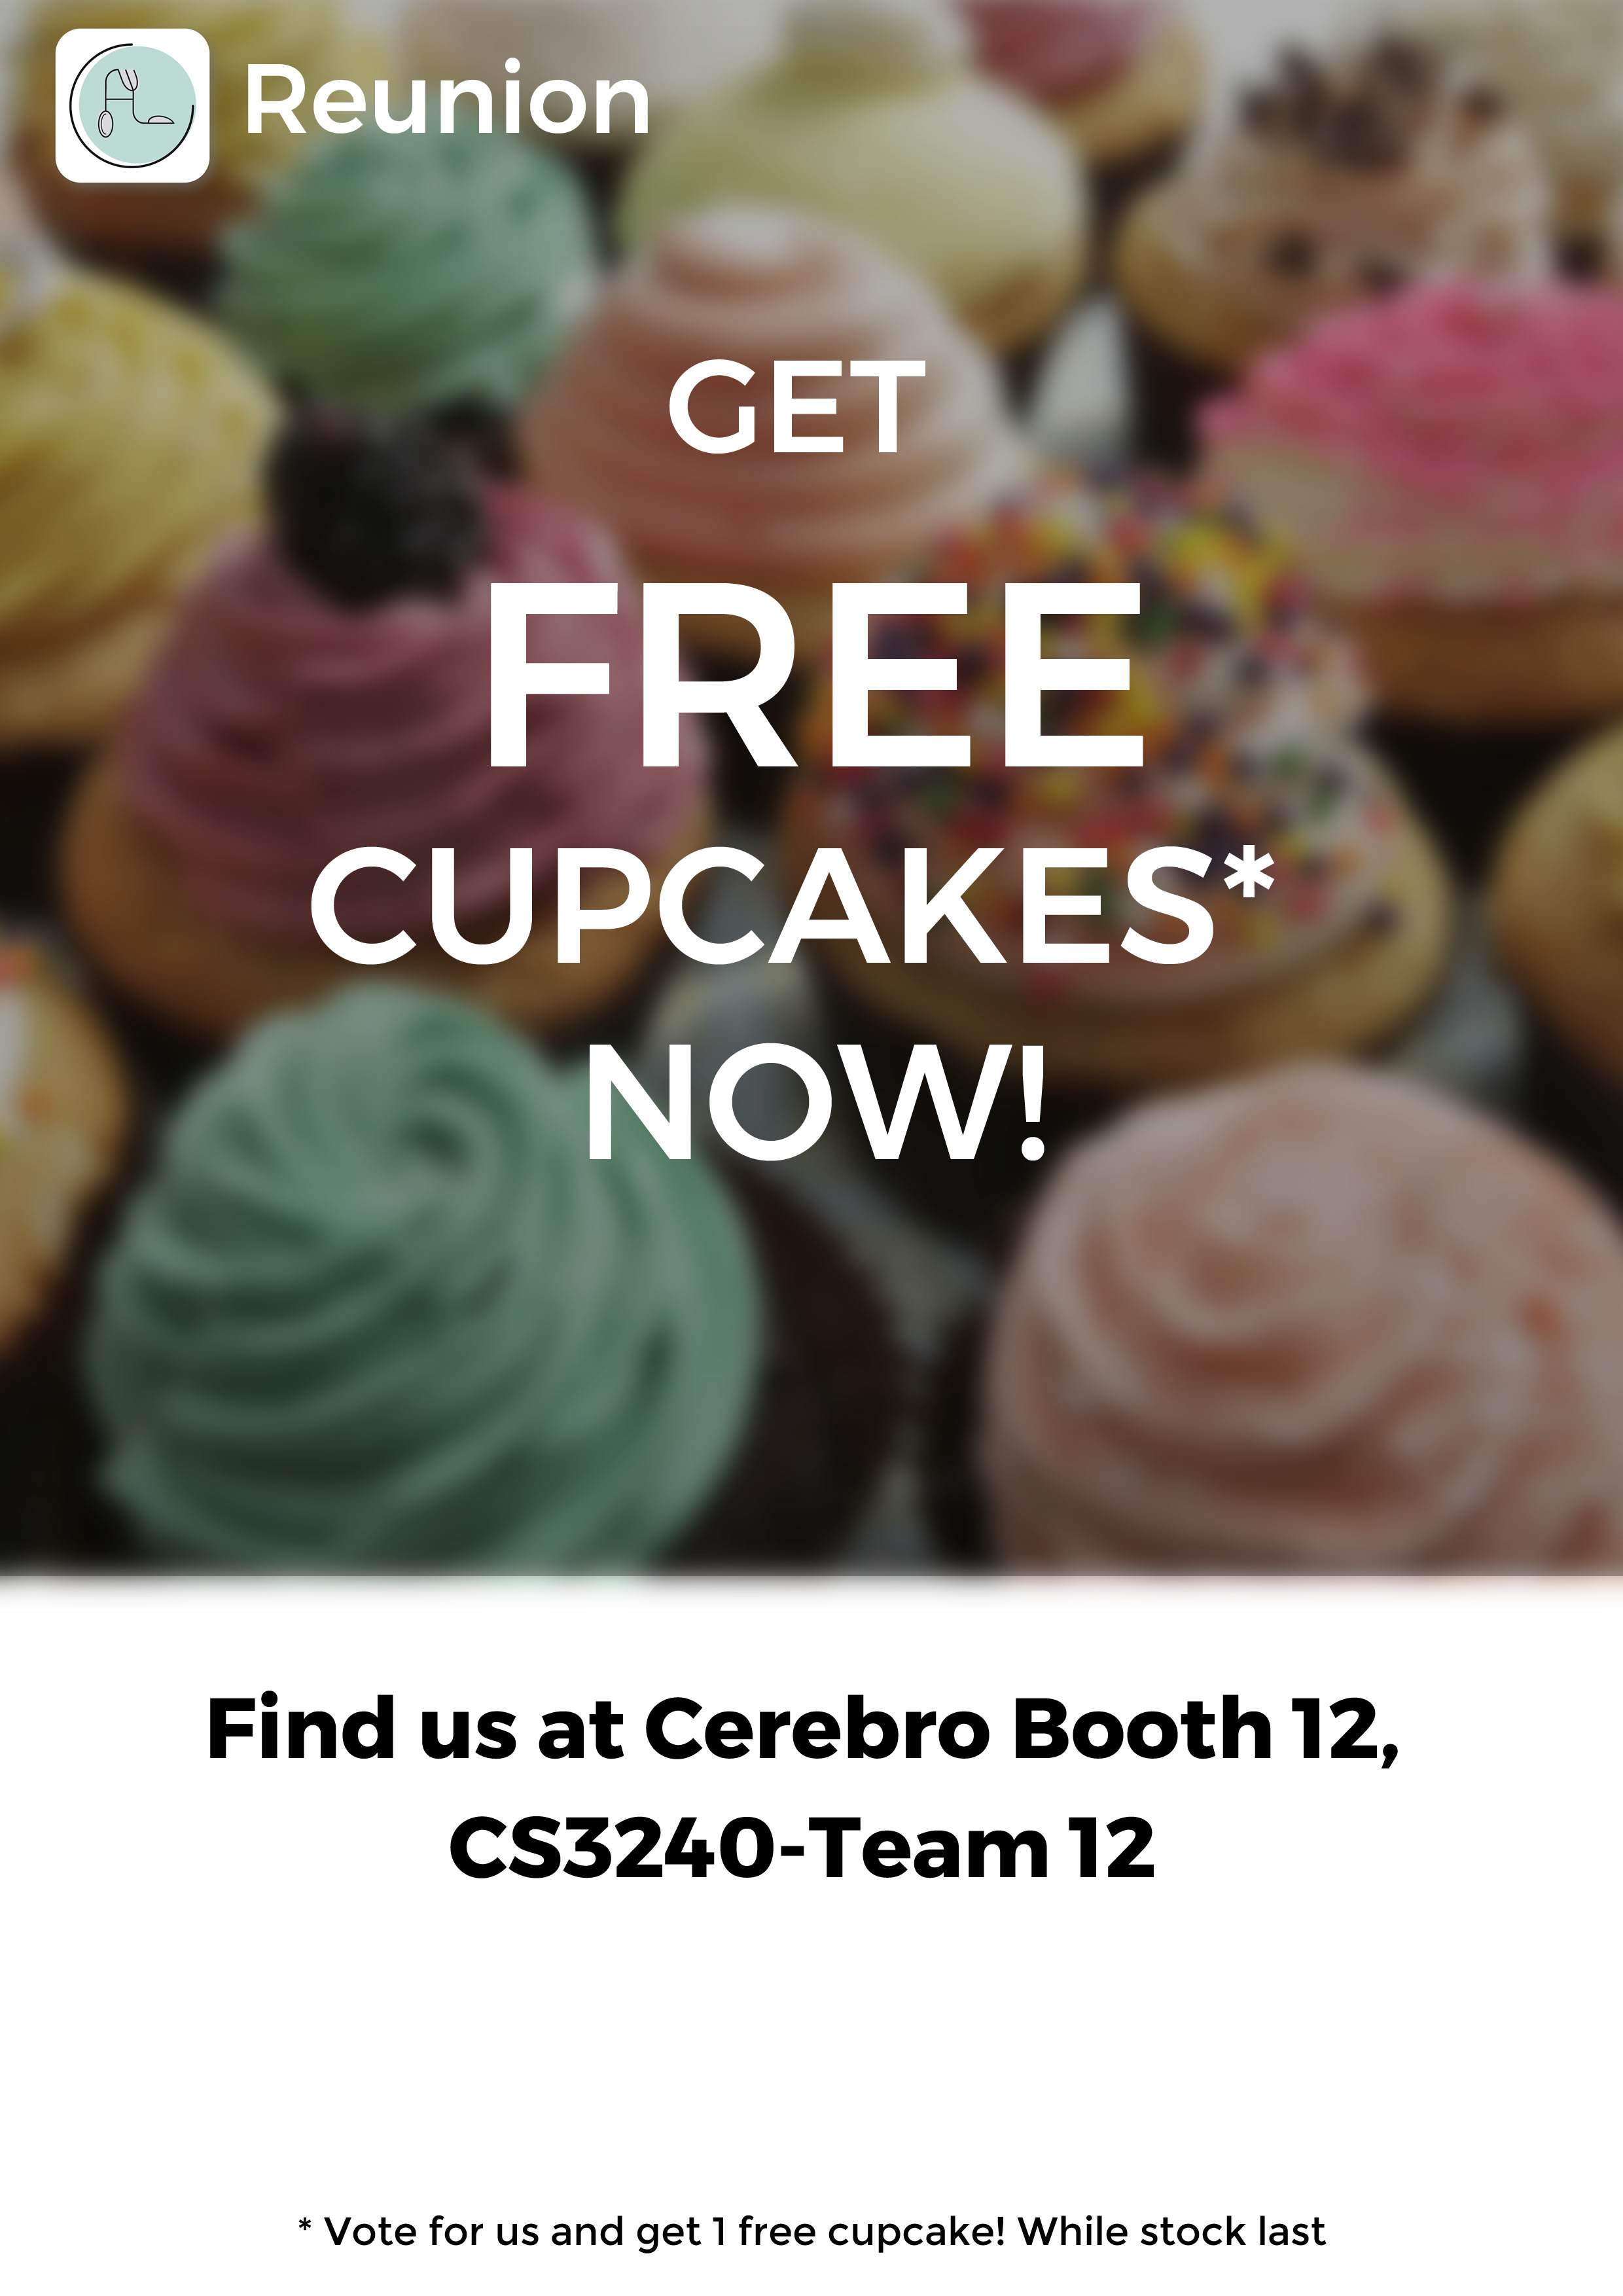 Reunion
GET
FREE
CUPCAKES*
NOW!
Find us at Cerebro Booth 12,
CS3240-Team 12
* Vote for us and get 1 free cupcake! While stock last